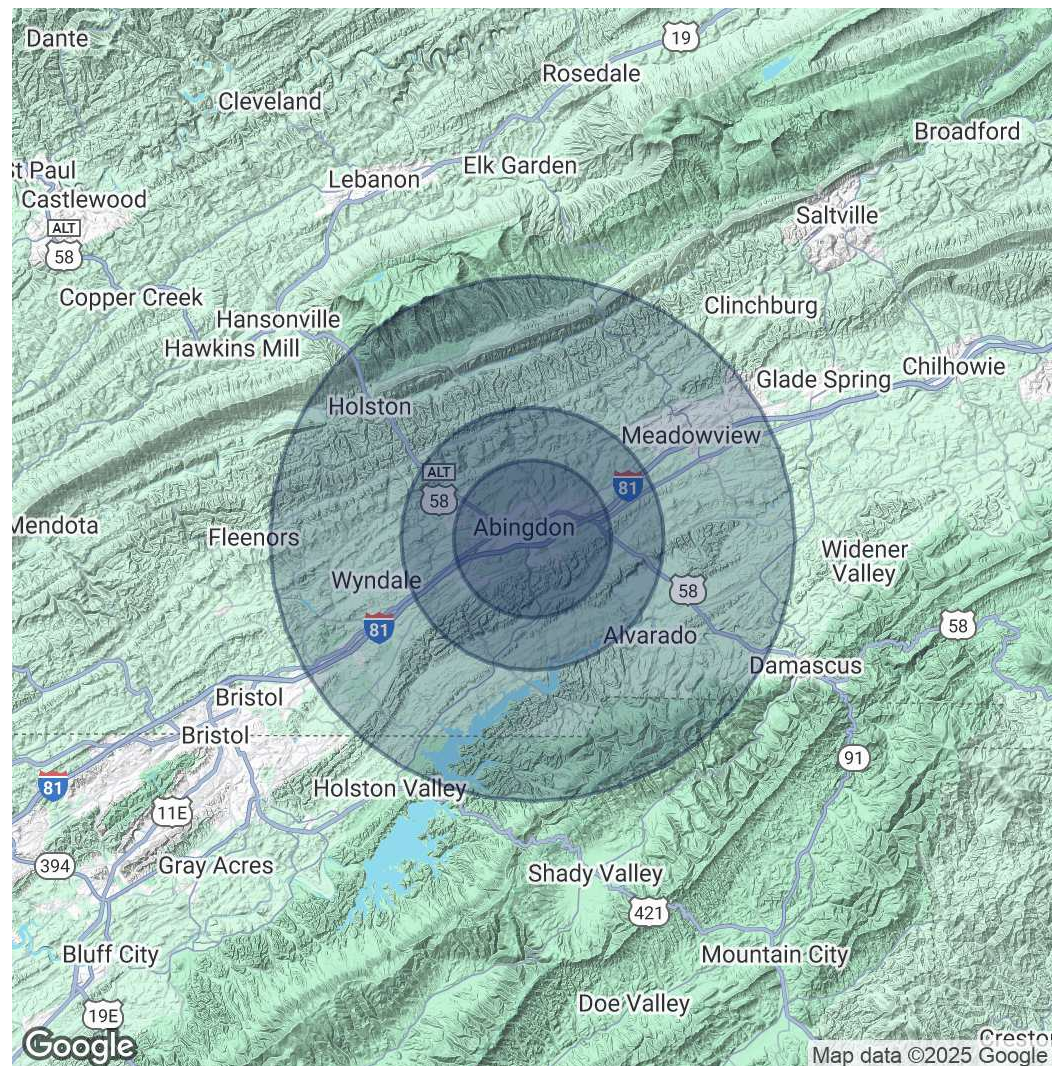 Dante
19
Rosedale
Cleveland
Broadford
St Paul
Elk Garden
Lebanon
Castlewood
Saltville
ALT
58
Copper Creek
Clinchburg
Hansonville
Hawkins Mill
Chilhowie
Glade Spring
Holston
Meadowview
ALT
58
81
Mendota
Abingdon
Fleenors
Widener
Valley
Wyndale
58
58
81
Alvarado
Damascus
Bristol
Bristol
91
81
Holston Valley
11E
394
Gray Acres
Shady Valley
421
Bluff City
Mountain City
Doe Valley
19E
Google
Map data ©2025 Google